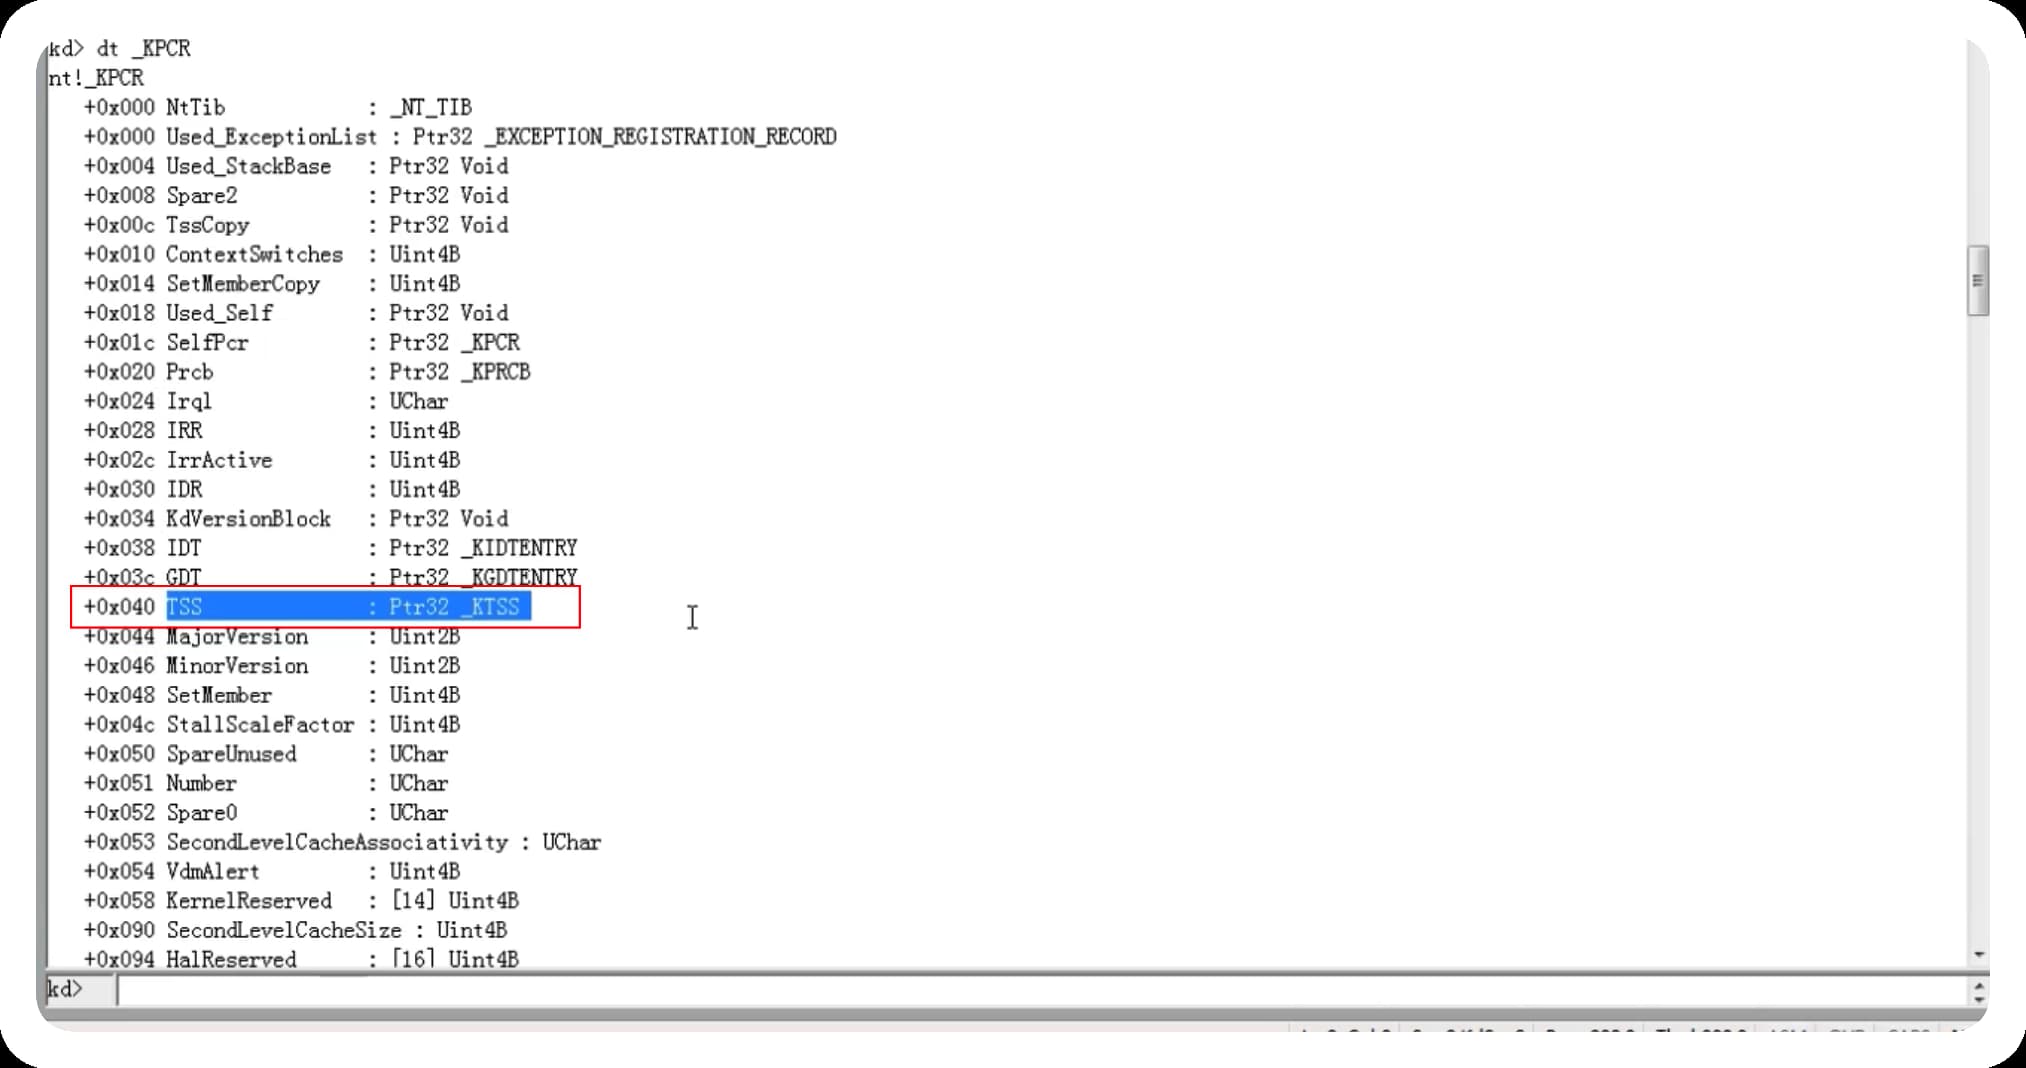 kd> dt _KPCR
nt!_KPCR
+0x000 NtTib : _NT_TIB
+0x000 Used_ExceptionList : Ptr32 _EXCEPTION_REGISTRATION_RECORD
+0x004 Used_StackBase : Ptr32 Void
+0x008 Spare2 : Ptr32 Void
+0x00c TssCopy : Ptr32 Void
+0x010 ContextSwitches : Uint4B
+0x014 SetMemberCopy : Uint4B
+0x018 Used_Self : Ptr32 Void
+0x01c SelfPcr : Ptr32 _KPCR
+0x020 Prcb : Ptr32 _KPRCB
+0x024 Irql : UChar
+0x028 IRR : Uint4B
+0x02c IrrActive : Uint4B
+0x030 IDR : Uint4B
+0x034 KdVersionBlock : Ptr32 Void
+0x038 IDT : Ptr32 _KIDTENTRY
+0x03c GDT : Ptr32 _KGDTENTRY
+0x040 TSS : Ptr32 _KTSS
+0x044 MajorVersion : Uint2B
+0x046 MinorVersion : Uint2B
+0x048 SetMember : Uint4B
+0x04c StallScaleFactor : Uint4B
+0x050 SpareUnused : UChar
+0x051 Number : UChar
+0x052 Spare0 : UChar
+0x053 SecondLevelCacheAssociativity : UChar
+0x054 VdmAlert : Uint4B
+0x058 KernelReserved : [14] Uint4B
+0x090 SecondLevelCacheSize : Uint4B
+0x094 HalReserved : [16] Uint4B
kd>